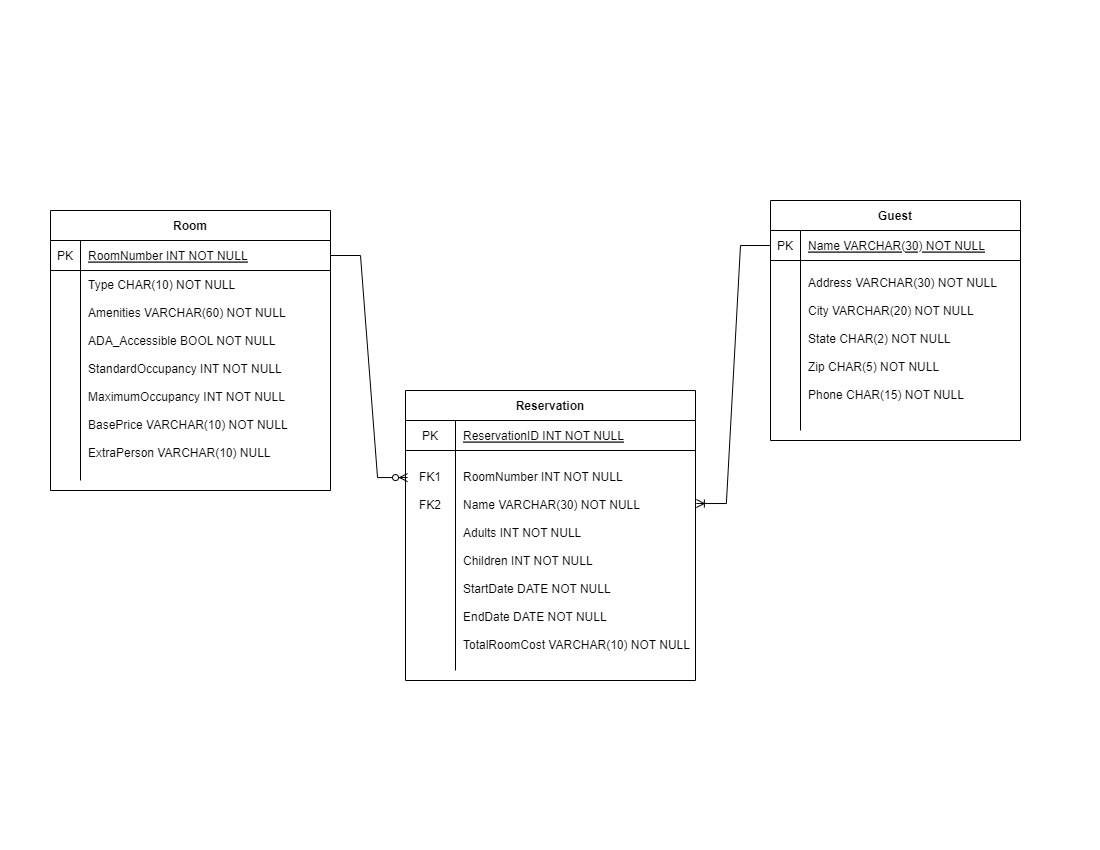 Room
PK RoomNumber INT NOT NULL
Type CHAR(10) NOT NULL
Amenities VARCHAR(60) NOT NULL
ADA_Accessible BOOL NOT NULL
StandardOccupancy INT NOT NULL
MaximumOccupancy INT NOT NULL
BasePrice VARCHAR(10) NOT NULL
ExtraPerson VARCHAR(10) NULL
Reservation
PK ReservationID INT NOT NULL
FK1 RoomNumber INT NOT NULL
FK2 Name VARCHAR(30) NOT NULL
Adults INT NOT NULL
Children INT NOT NULL
StartDate DATE NOT NULL
EndDate DATE NOT NULL
TotalRoomCost VARCHAR(10) NOT NULL
Guest
PK Name VARCHAR(30) NOT NULL
Address VARCHAR(30) NOT NULL
City VARCHAR(20) NOT NULL
State CHAR(2) NOT NULL
Zip CHAR(5) NOT NULL
Phone CHAR(15) NOT NULL